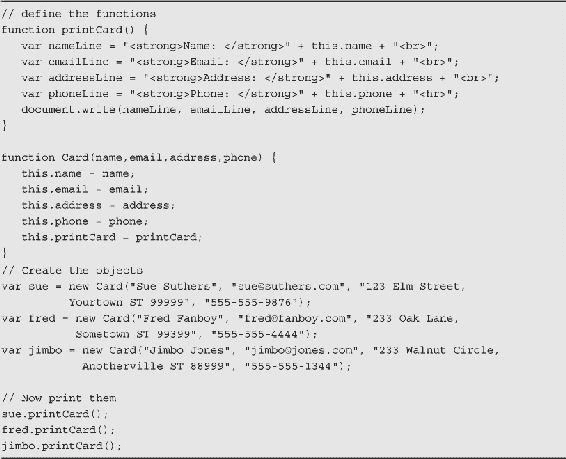 // define the functions
function printCard() {
var nameLine = "<strong>Name: </strong>" + this.name + "<br>";
var emailLine = "<strong>Email: </strong>" + this.email + "<br>";
var addressLine = "<strong>Address: </strong>" + this.address + "<br>";
var phoneLine = "<strong>Phone: </strong>" + this.phone + "<hr>";
document.write(nameLine, emailLine, addressLine, phoneLine);
}
function Card(name,email,address,phone) {
this.name = name;
this.email = email;
this.address = address;
this.phone = phone;
this.printCard = printCard;
}
// Create the objects
var sue = new Card("Sue Suthers", "sue@suthers.com", "123 Elm Street,
Yourtown ST 99999", "555-555-9876");
var fred = new Card("Fred Fanboy", "fred@fanboy.com", "233 Oak Lane,
Sometown ST 99399", "555-555-4444");
var jimbo = new Card("Jimbo Jones", "jimbo@jones.com", "233 Walnut Circle,
Anotherville ST 88999", "555-555-1344");
// Now print them
sue.printCard();
fred.printCard();
jimbo.printCard();